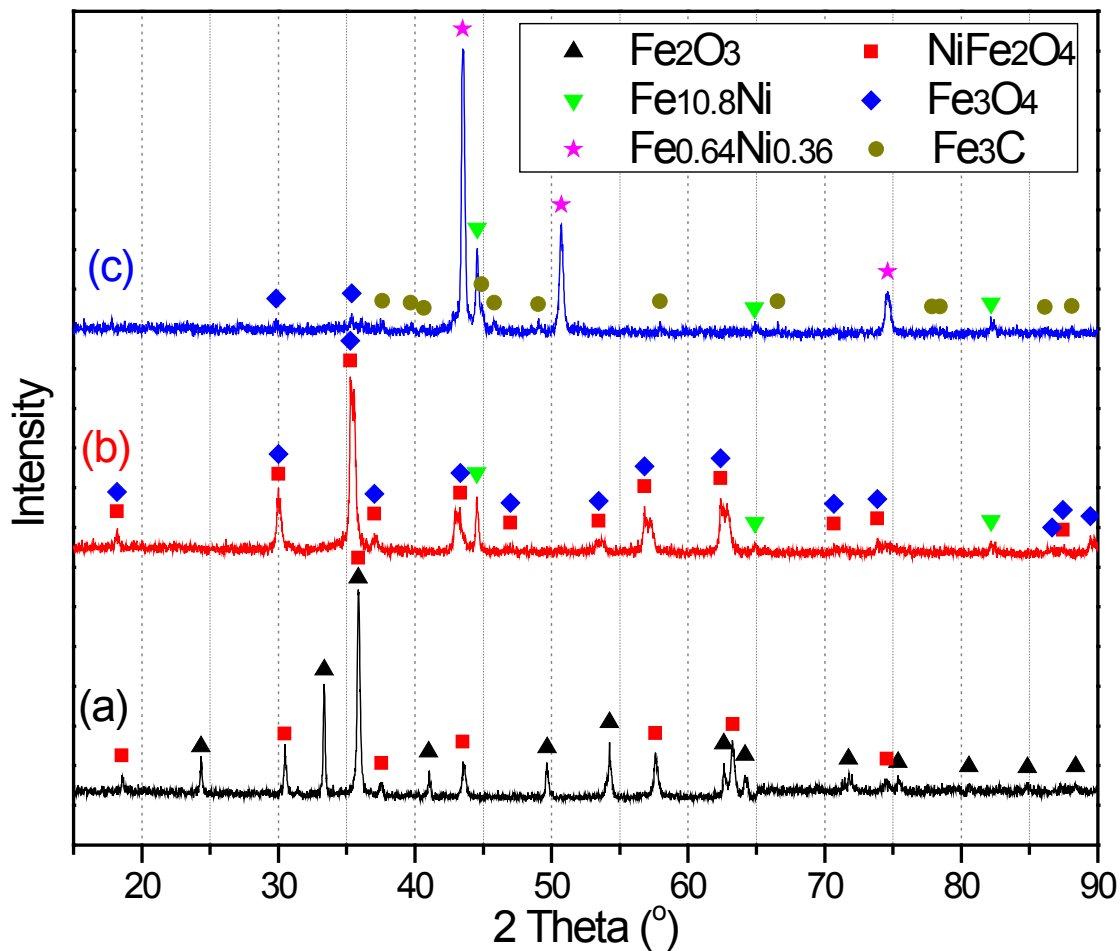 Fe2O3 NiFe2O4
Fe10.8Ni Fe3O4
Fe0.64Ni0.36 Fe3C
(c)
(b)
(a)
Intensity
20 30 40 50 60 70 80 90
2 Theta (o)